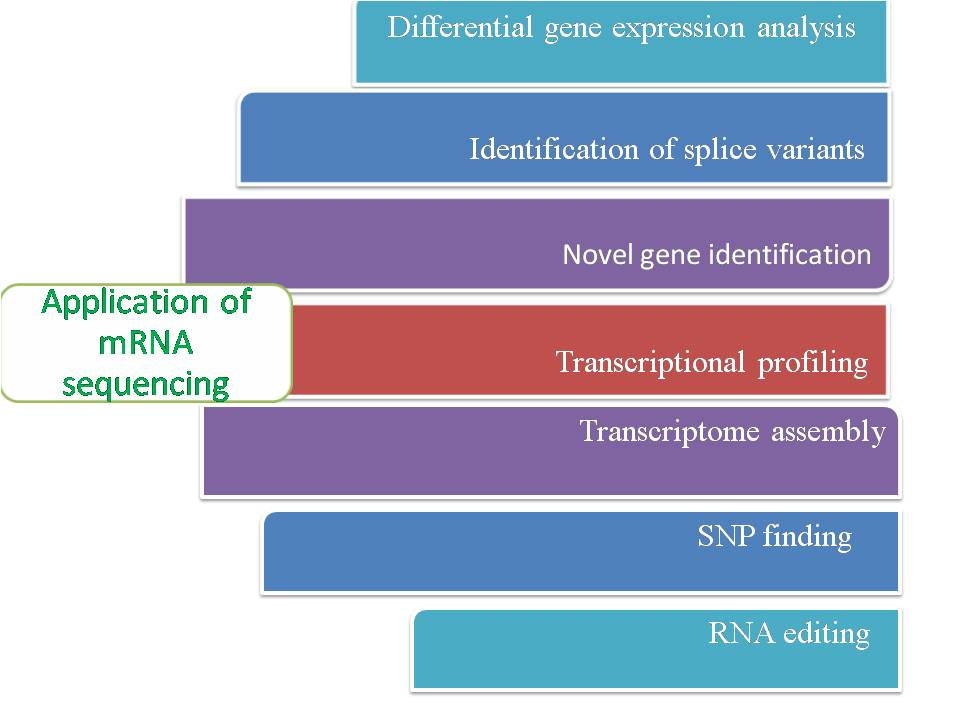 Differential gene expression analysis
Identification of splice variants
Novel gene identification
Application of
mRNA
sequencing
Transcriptional profiling
Transcriptome assembly
SNP finding
RNA editing